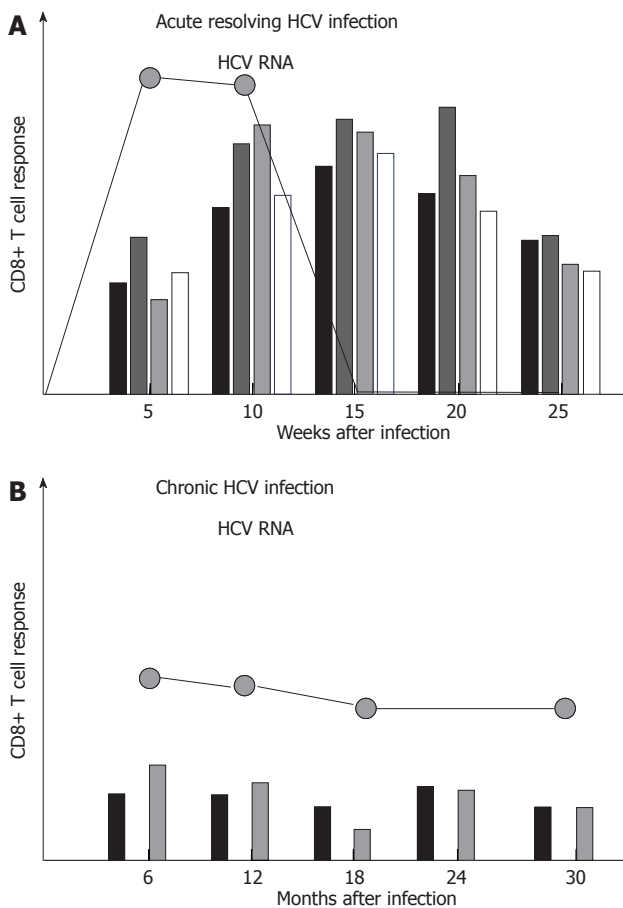 A
Acute resolving HCV infection
HCV RNA
CD8+ T cell response
5 10 15 20 25
Weeks after infection
B
Chronic HCV infection
HCV RNA
CD8+ T cell response
6 12 18 24 30
Months after infection